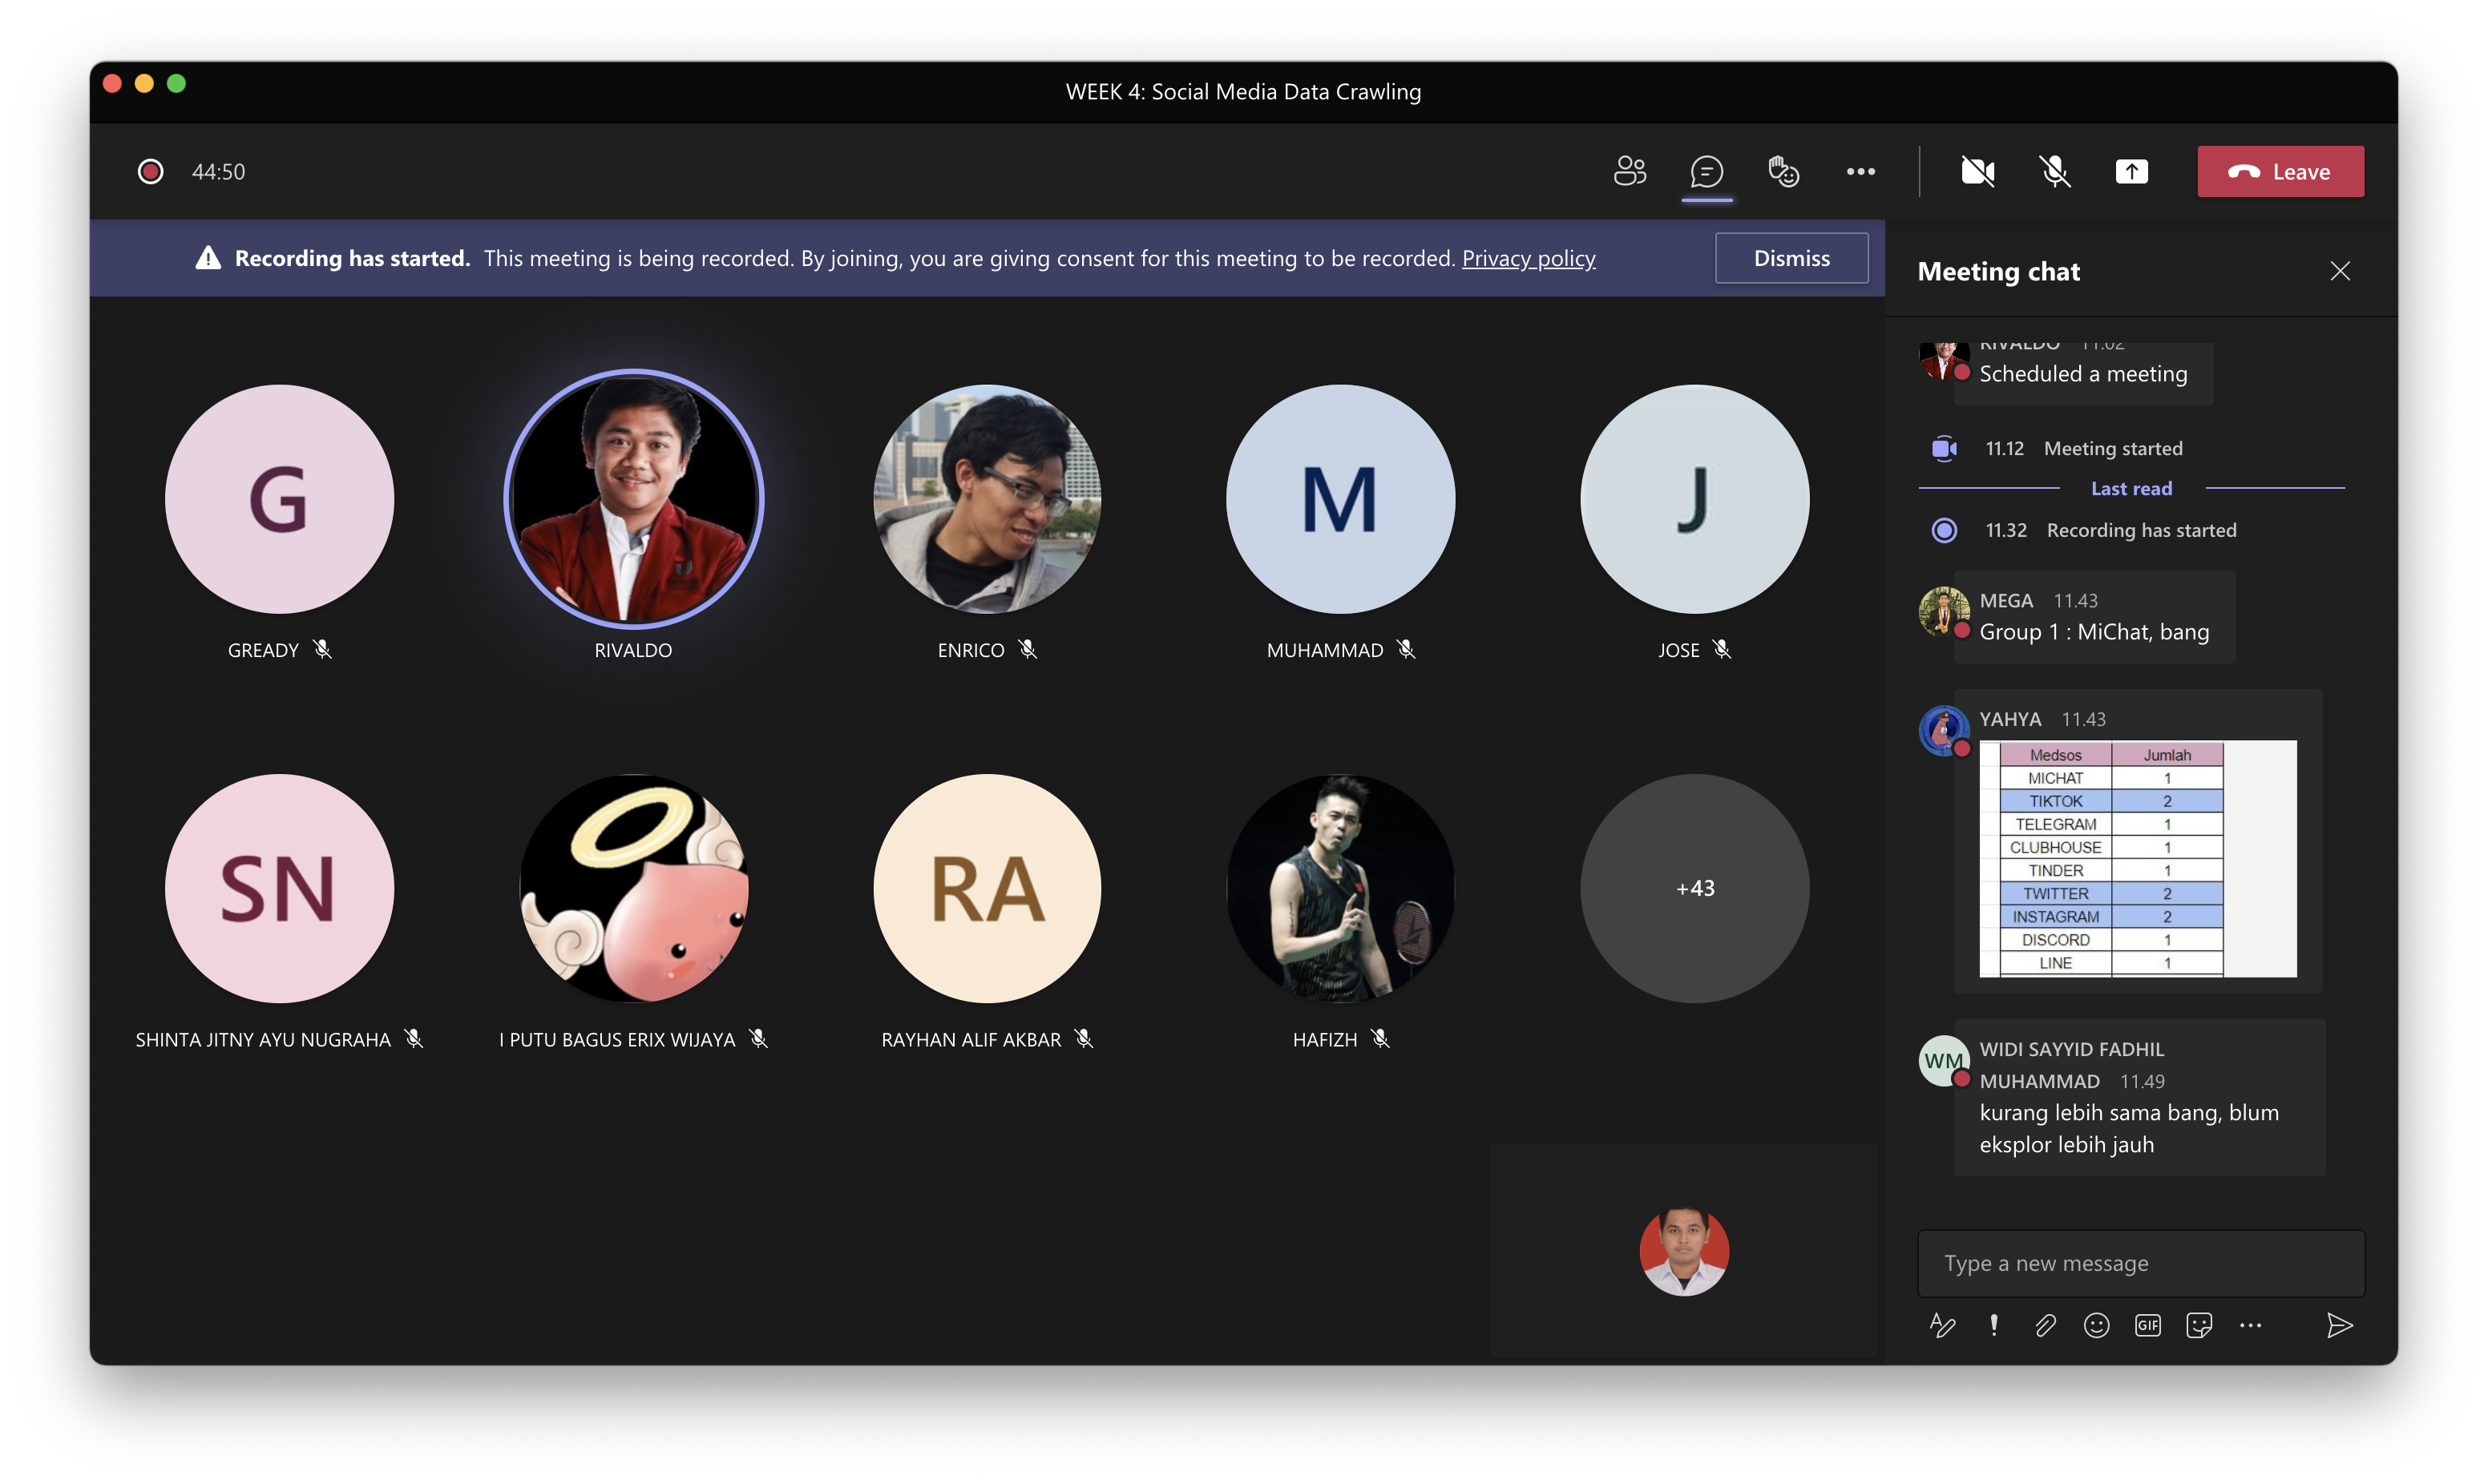 WEEK 4: Social Media Data Crawling
44:50
Leave
Recording has started. This meeting is being recorded. By joining, you are giving consent for this meeting to be recorded. Privacy policy
Dismiss
G
M
J
GREADY
RIVALDO
ENRICO
MUHAMMAD
JOSE
SN
RA
+43
SHINTA JITNY AYU NUGRAHA
I PUTU BAGUS ERIX WIJAYA
RAYHAN ALIF AKBAR
HAFIZH
Meeting chat
RIVALDO 11.02
Scheduled a meeting
11.12 Meeting started
Last read
11.32 Recording has started
MEGA 11.43
Group 1 : MiChat, bang
YAHYA 11.43
Medsos Jumlah
MICHAT 1
TIKTOK 2
TELEGRAM 1
CLUBHOUSE 1
TINDER 1
TWITTER 2
INSTAGRAM 2
DISCORD 1
LINE 1
WM
WIDI SAYYID FADHIL
MUHAMMAD 11.49
kurang lebih sama bang, blum
eksplor lebih jauh
Type a new message
GIF